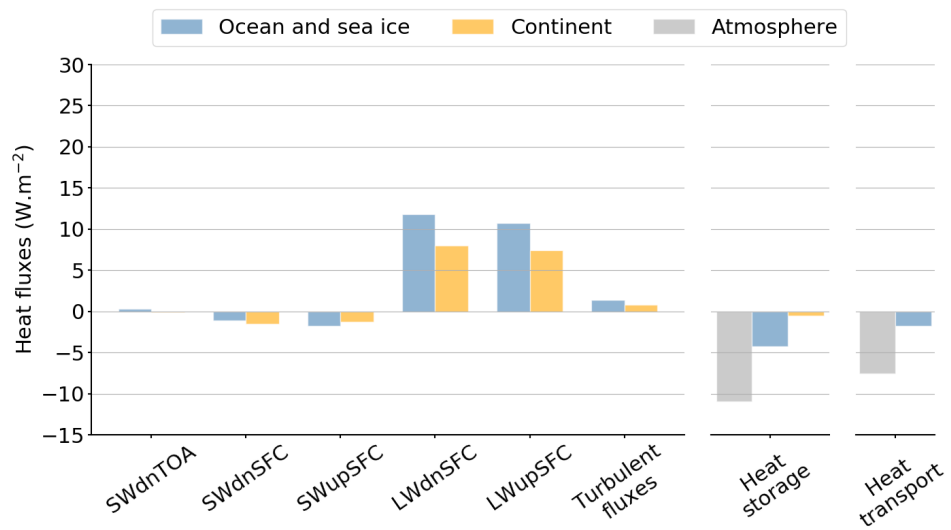 Ocean and sea ice Continent Atmosphere
Heat fluxes (W.m⁻²)
30
25
20
15
10
5
0
−5
−10
−15
SWdnTOA
SWdnSFC
SWupSFC
LWdnSFC
LWupSFC
Turbulent
fluxes
Heat
storage
Heat
transport